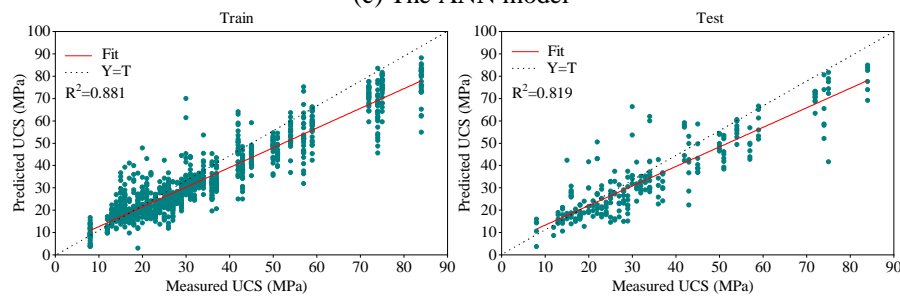 (e) The ANN model
Train
100
90
80
70
60
50
40
30
20
10
0
Predicted UCS (MPa)
Fit
Y=T
R²=0.881
0 10 20 30 40 50 60 70 80 90
Measured UCS (MPa)
Test
100
90
80
70
60
50
40
30
20
10
0
Predicted UCS (MPa)
Fit
Y=T
R²=0.819
0 10 20 30 40 50 60 70 80 90
Measured UCS (MPa)